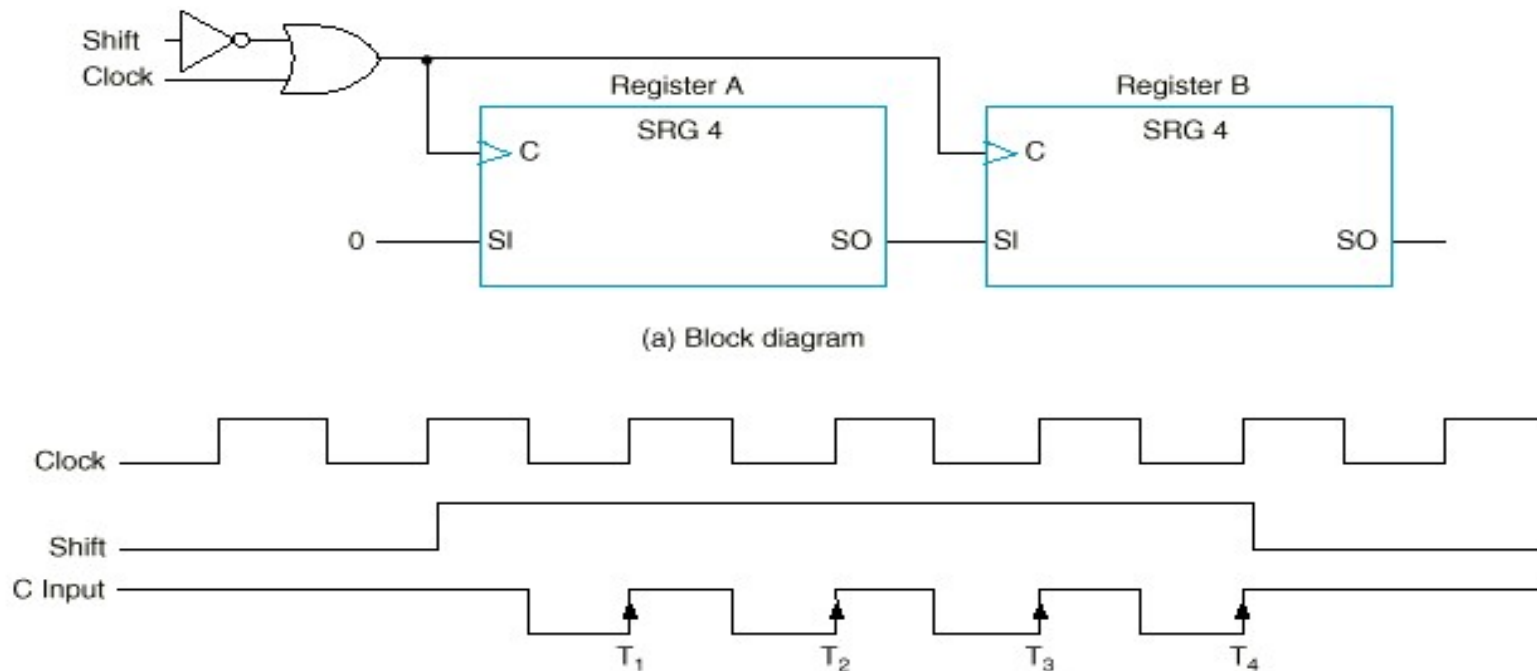 Shift
Clock
Register A
Register B
SRG 4
SRG 4
C
C
0
SI
SO
SI
SO
(a) Block diagram
Clock
Shift
C Input
T1
T2
T3
T4